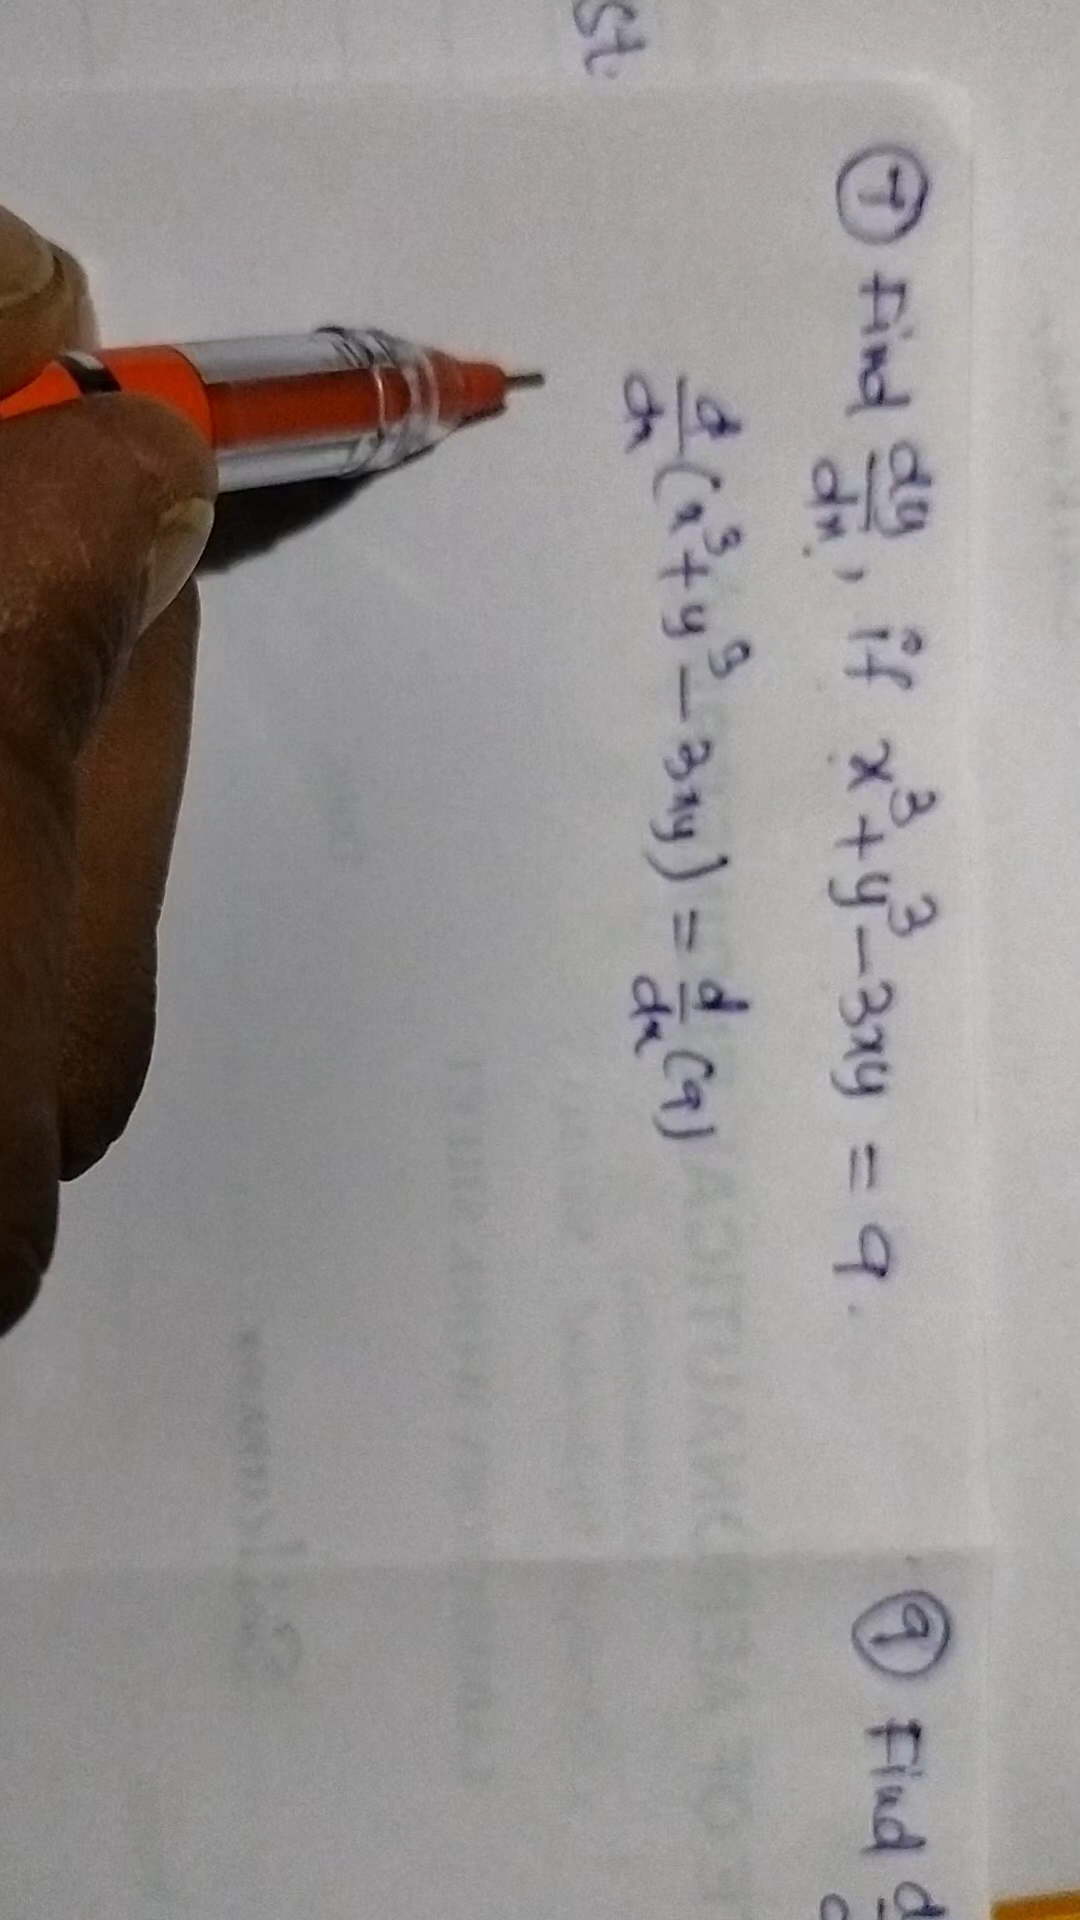 st.
⑦ Find dy/dx, if x³+y³-3xy = 9.
d/dx (x³+y³-3xy) = d/dx (9)
⑨ Find